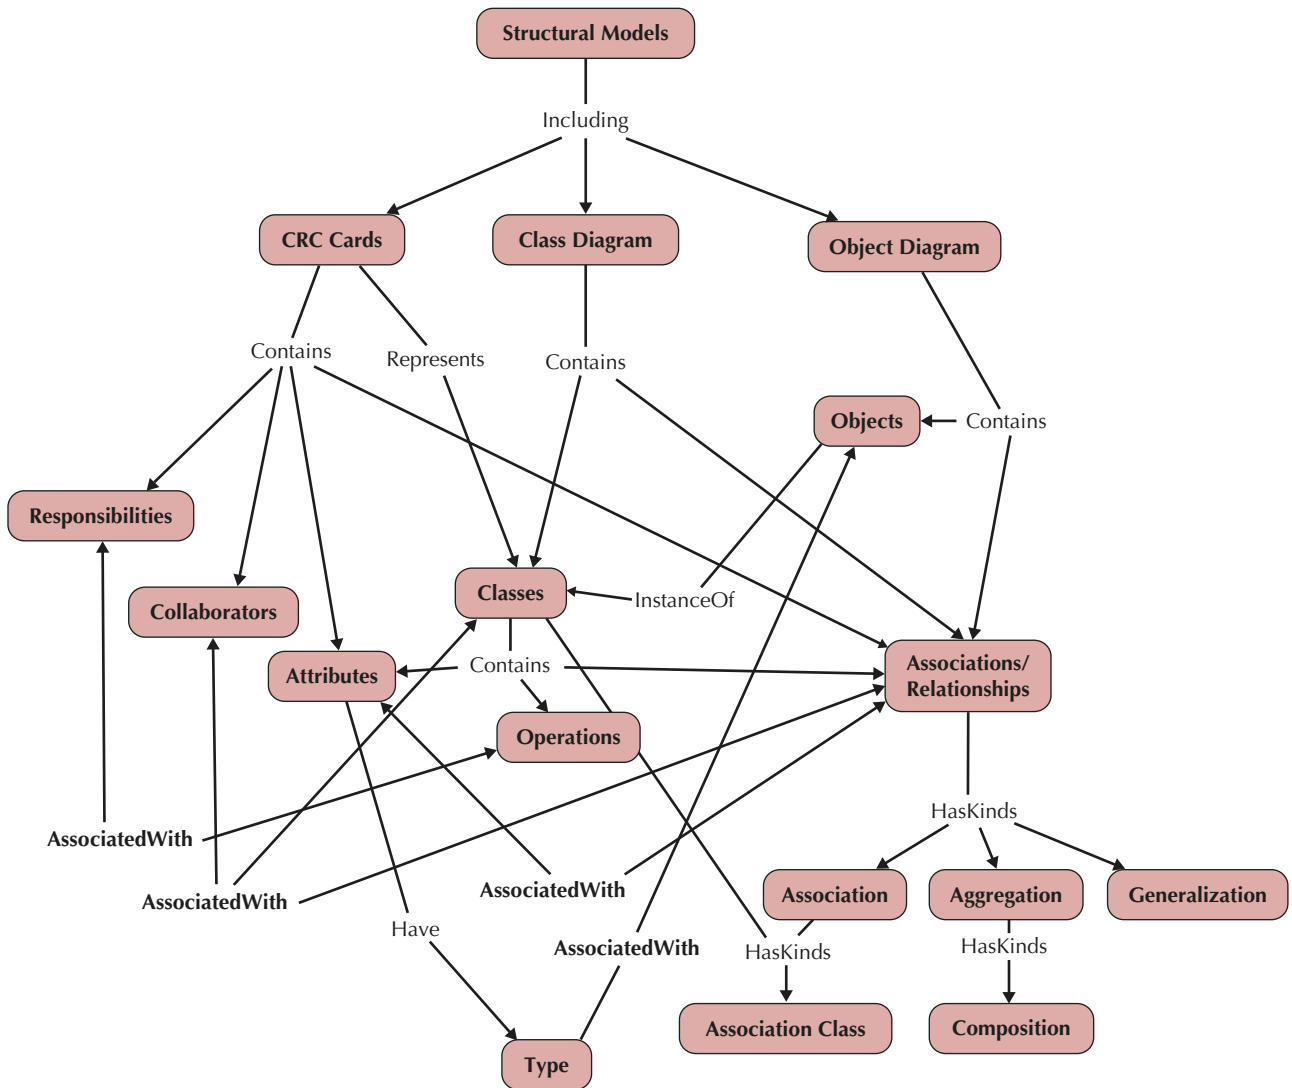 Structural Models
Including
CRC Cards
Class Diagram
Object Diagram
Contains
Represents
Contains
Objects
Contains
Responsibilities
Classes
InstanceOf
Collaborators
Attributes
Contains
Associations/
Relationships
Operations
HasKinds
AssociatedWith
AssociatedWith
AssociatedWith
Association
Aggregation
Generalization
Have
AssociatedWith
HasKinds
HasKinds
Association Class
Composition
Type